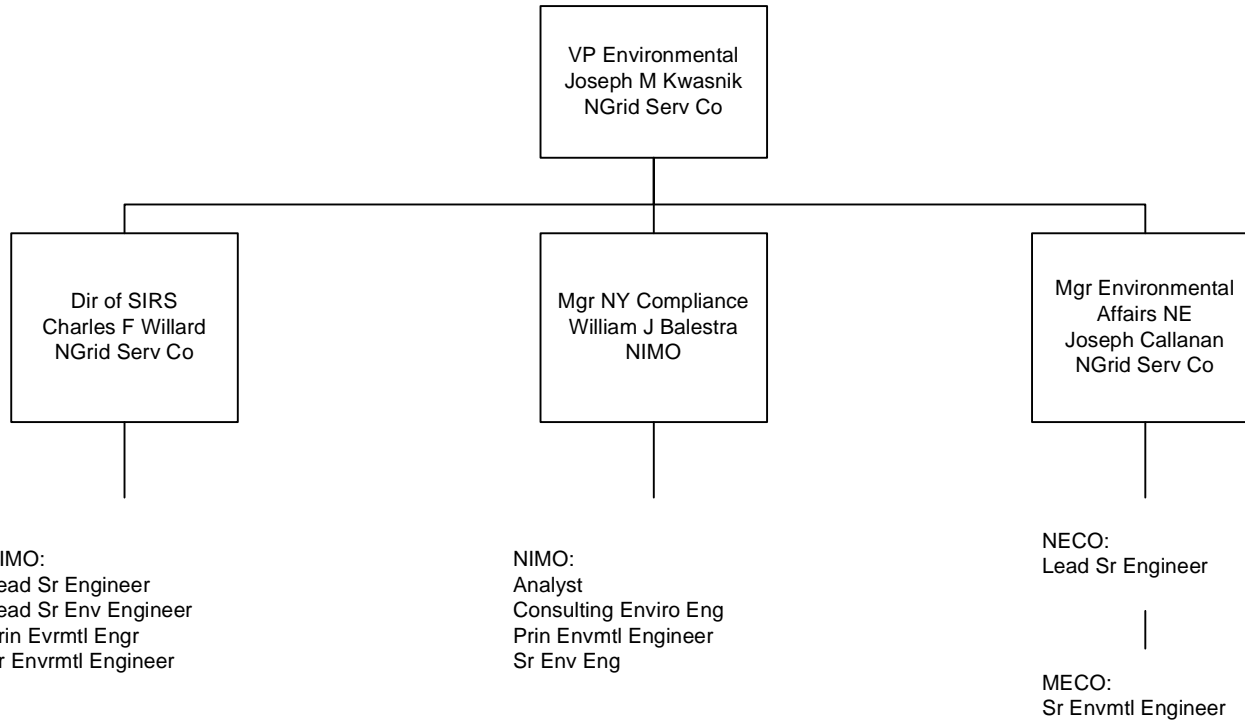 VP Environmental
Joseph M Kwasnik
NGrid Serv Co
Dir of SIRS
Charles F Willard
NGrid Serv Co
Mgr NY Compliance
William J Balestra
NIMO
Mgr Environmental
Affairs NE
Joseph Callanan
NGrid Serv Co
IMO:
ead Sr Engineer
ead Sr Env Engineer
rin Evrmtl Engr
r Envrmtl Engineer
NIMO:
Analyst
Consulting Enviro Eng
Prin Envmtl Engineer
Sr Env Eng
NECO:
Lead Sr Engineer
MECO:
Sr Envmtl Engineer